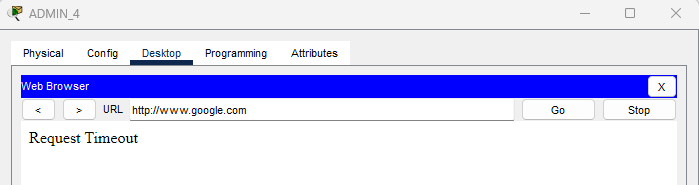 ADMIN_4
Physical Config Desktop Programming Attributes
Web Browser X
< > URL http://www.google.com Go Stop
Request Timeout